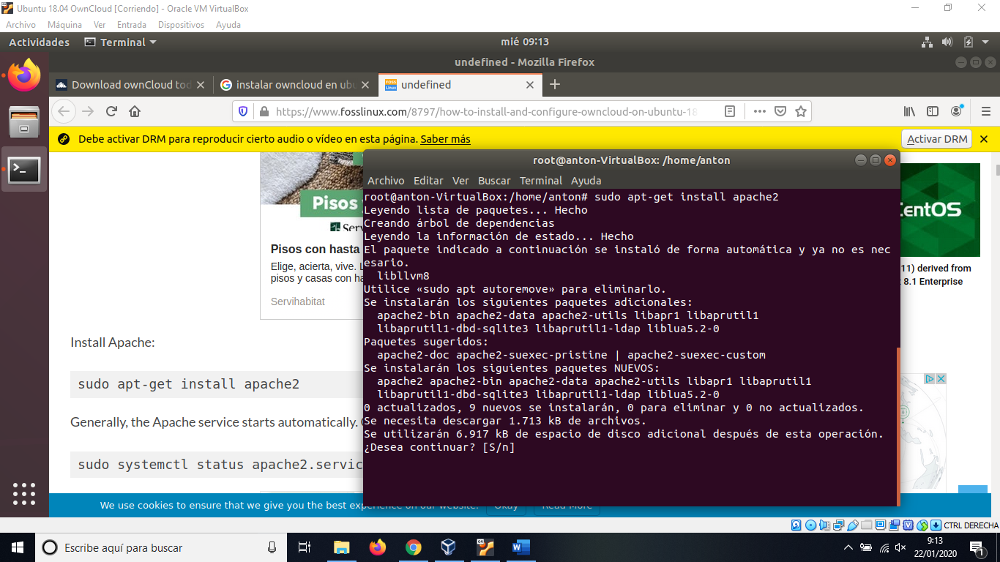 Ubuntu 18.04 OwnCloud [Corriendo] - Oracle VM VirtualBox
Archivo Máquina Ver Entrada Dispositivos Ayuda
Actividades Terminal mié 09:13
undefined - Mozilla Firefox
Download ownCloud tod instalar owncloud en ubu FOSS Linux undefined
https://www.fosslinux.com/8797/how-to-install-and-configure-owncloud-on-ubuntu-18
Debe activar DRM para reproducir cierto audio o vídeo en esta página. Saber más Activar DRM
Pisos
Serv
Pisos con hasta
Elige, acierta, vive. L
pisos y casas con ha
Servihabitat
Install Apache:
sudo apt-get install apache2
Generally, the Apache service starts automatically.
sudo systemctl status apache2.servic
root@anton-VirtualBox: /home/anton
Archivo Editar Ver Buscar Terminal Ayuda
root@anton-VirtualBox:/home/anton# sudo apt-get install apache2
Leyendo lista de paquetes... Hecho
Creando árbol de dependencias
Leyendo la información de estado... Hecho
El paquete indicado a continuación se instaló de forma automática y ya no es nec
esario.
libllvm8
Utilice «sudo apt autoremove» para eliminarlo.
Se instalarán los siguientes paquetes adicionales:
apache2-bin apache2-data apache2-utils libapr1 libaprutil1
libaprutil1-dbd-sqlite3 libaprutil1-ldap liblua5.2-0
Paquetes sugeridos:
apache2-doc apache2-suexec-pristine | apache2-suexec-custom
Se instalarán los siguientes paquetes NUEVOS:
apache2 apache2-bin apache2-data apache2-utils libapr1 libaprutil1
libaprutil1-dbd-sqlite3 libaprutil1-ldap liblua5.2-0
0 actualizados, 9 nuevos se instalarán, 0 para eliminar y 0 no actualizados.
Se necesita descargar 1.713 kB de archivos.
Se utilizarán 6.917 kB de espacio de disco adicional después de esta operación.
¿Desea continuar? [S/n]
entOS
11) derived from
8.1 Enterprise
We use cookies to ensure that we give you the best experience on our website. Okay Read More
CTRL DERECHA
Escribe aquí para buscar
9:13
22/01/2020
1